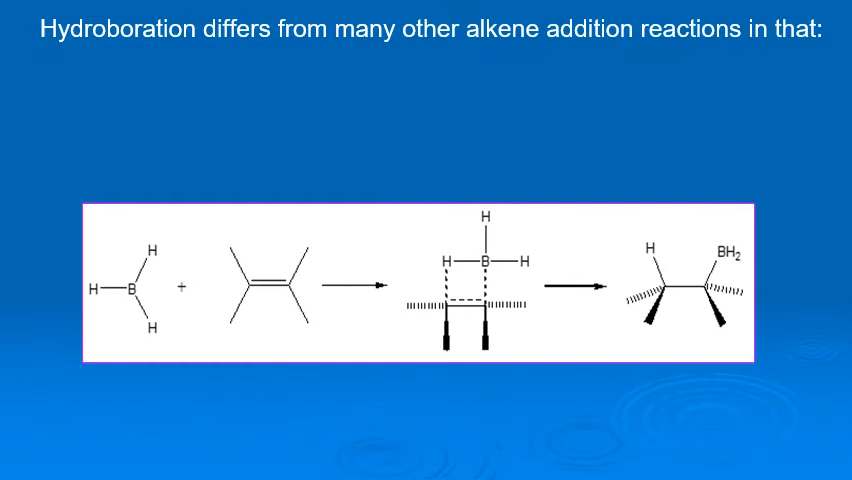 Hydroboration differs from many other alkene addition reactions in that:
H
H
H
B
H
+
H
B
H
H
BH₂